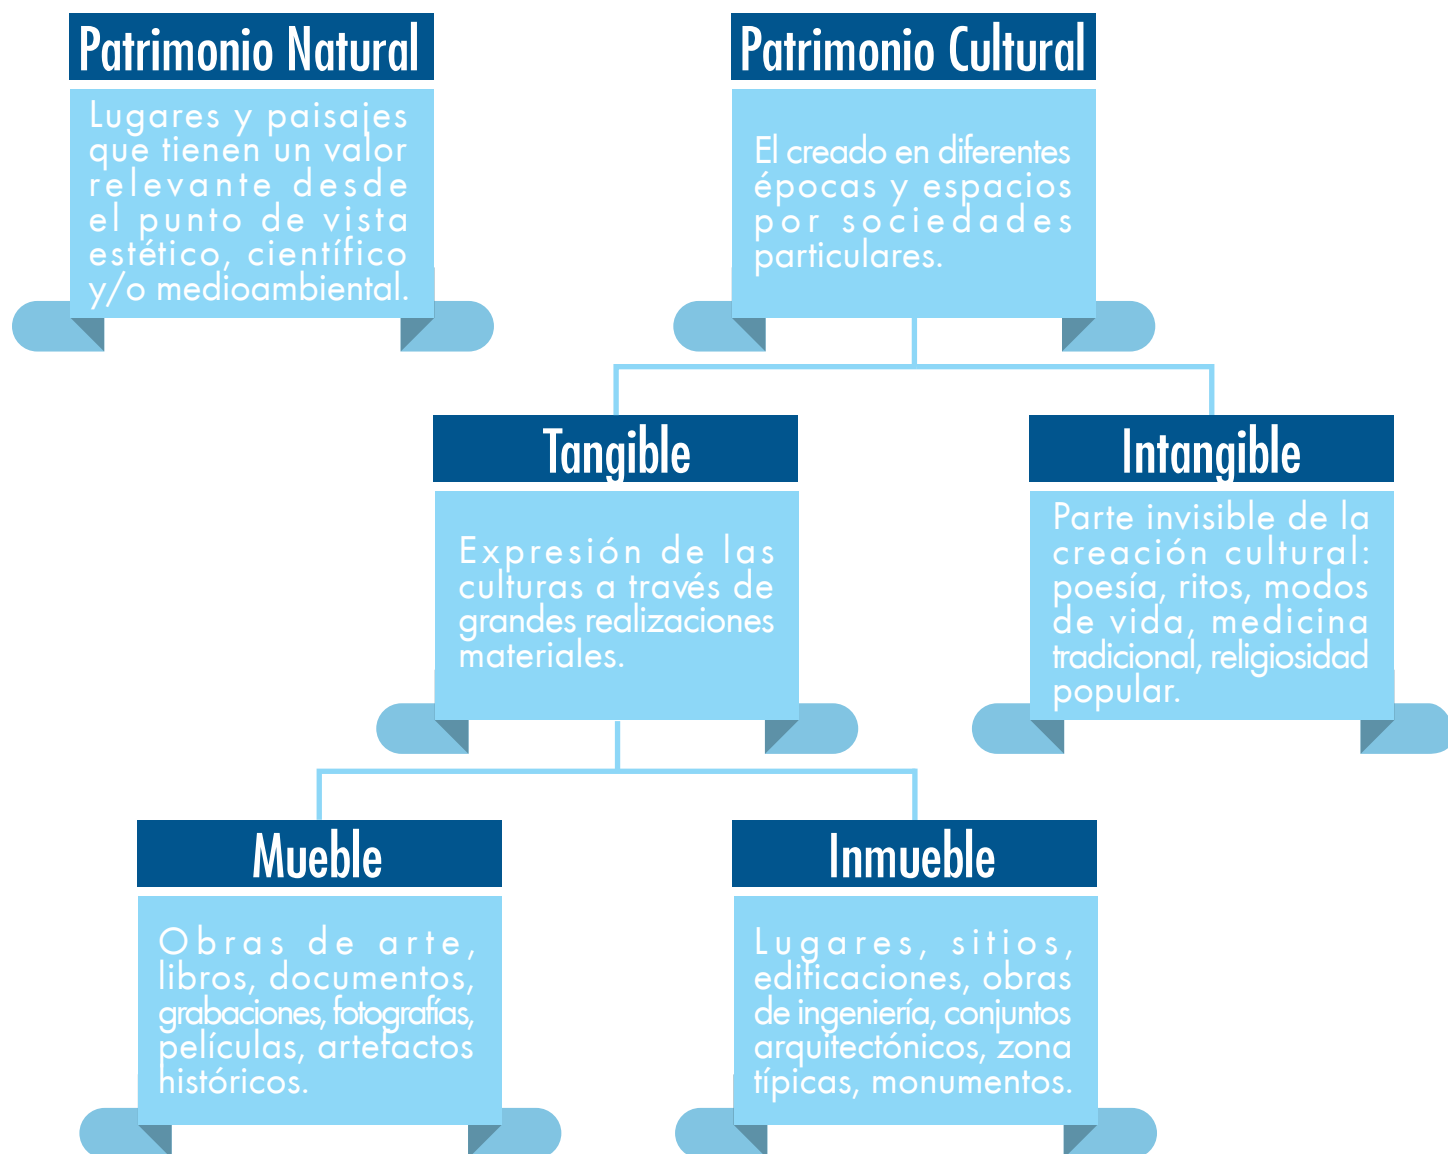 Patrimonio Natural
Lugares y paisajes
que tienen un valor
relevante desde
el punto de vista
estético, científico
y/o medioambiental.
Patrimonio Cultural
El creado en diferentes
épocas y espacios
por sociedades
particulares.
Tangible
Expresión de las
culturas a través de
grandes realizaciones
materiales.
Intangible
Parte invisible de la
creación cultural:
poesía, ritos, modos
de vida, medicina
tradicional, religiosidad
popular.
Mueble
Obras de arte,
libros, documentos,
grabaciones, fotografías,
películas, artefactos
históricos.
Inmueble
Lugares, sitios,
edificaciones, obras
de ingeniería, conjuntos
arquitectónicos, zona
típicas, monumentos.